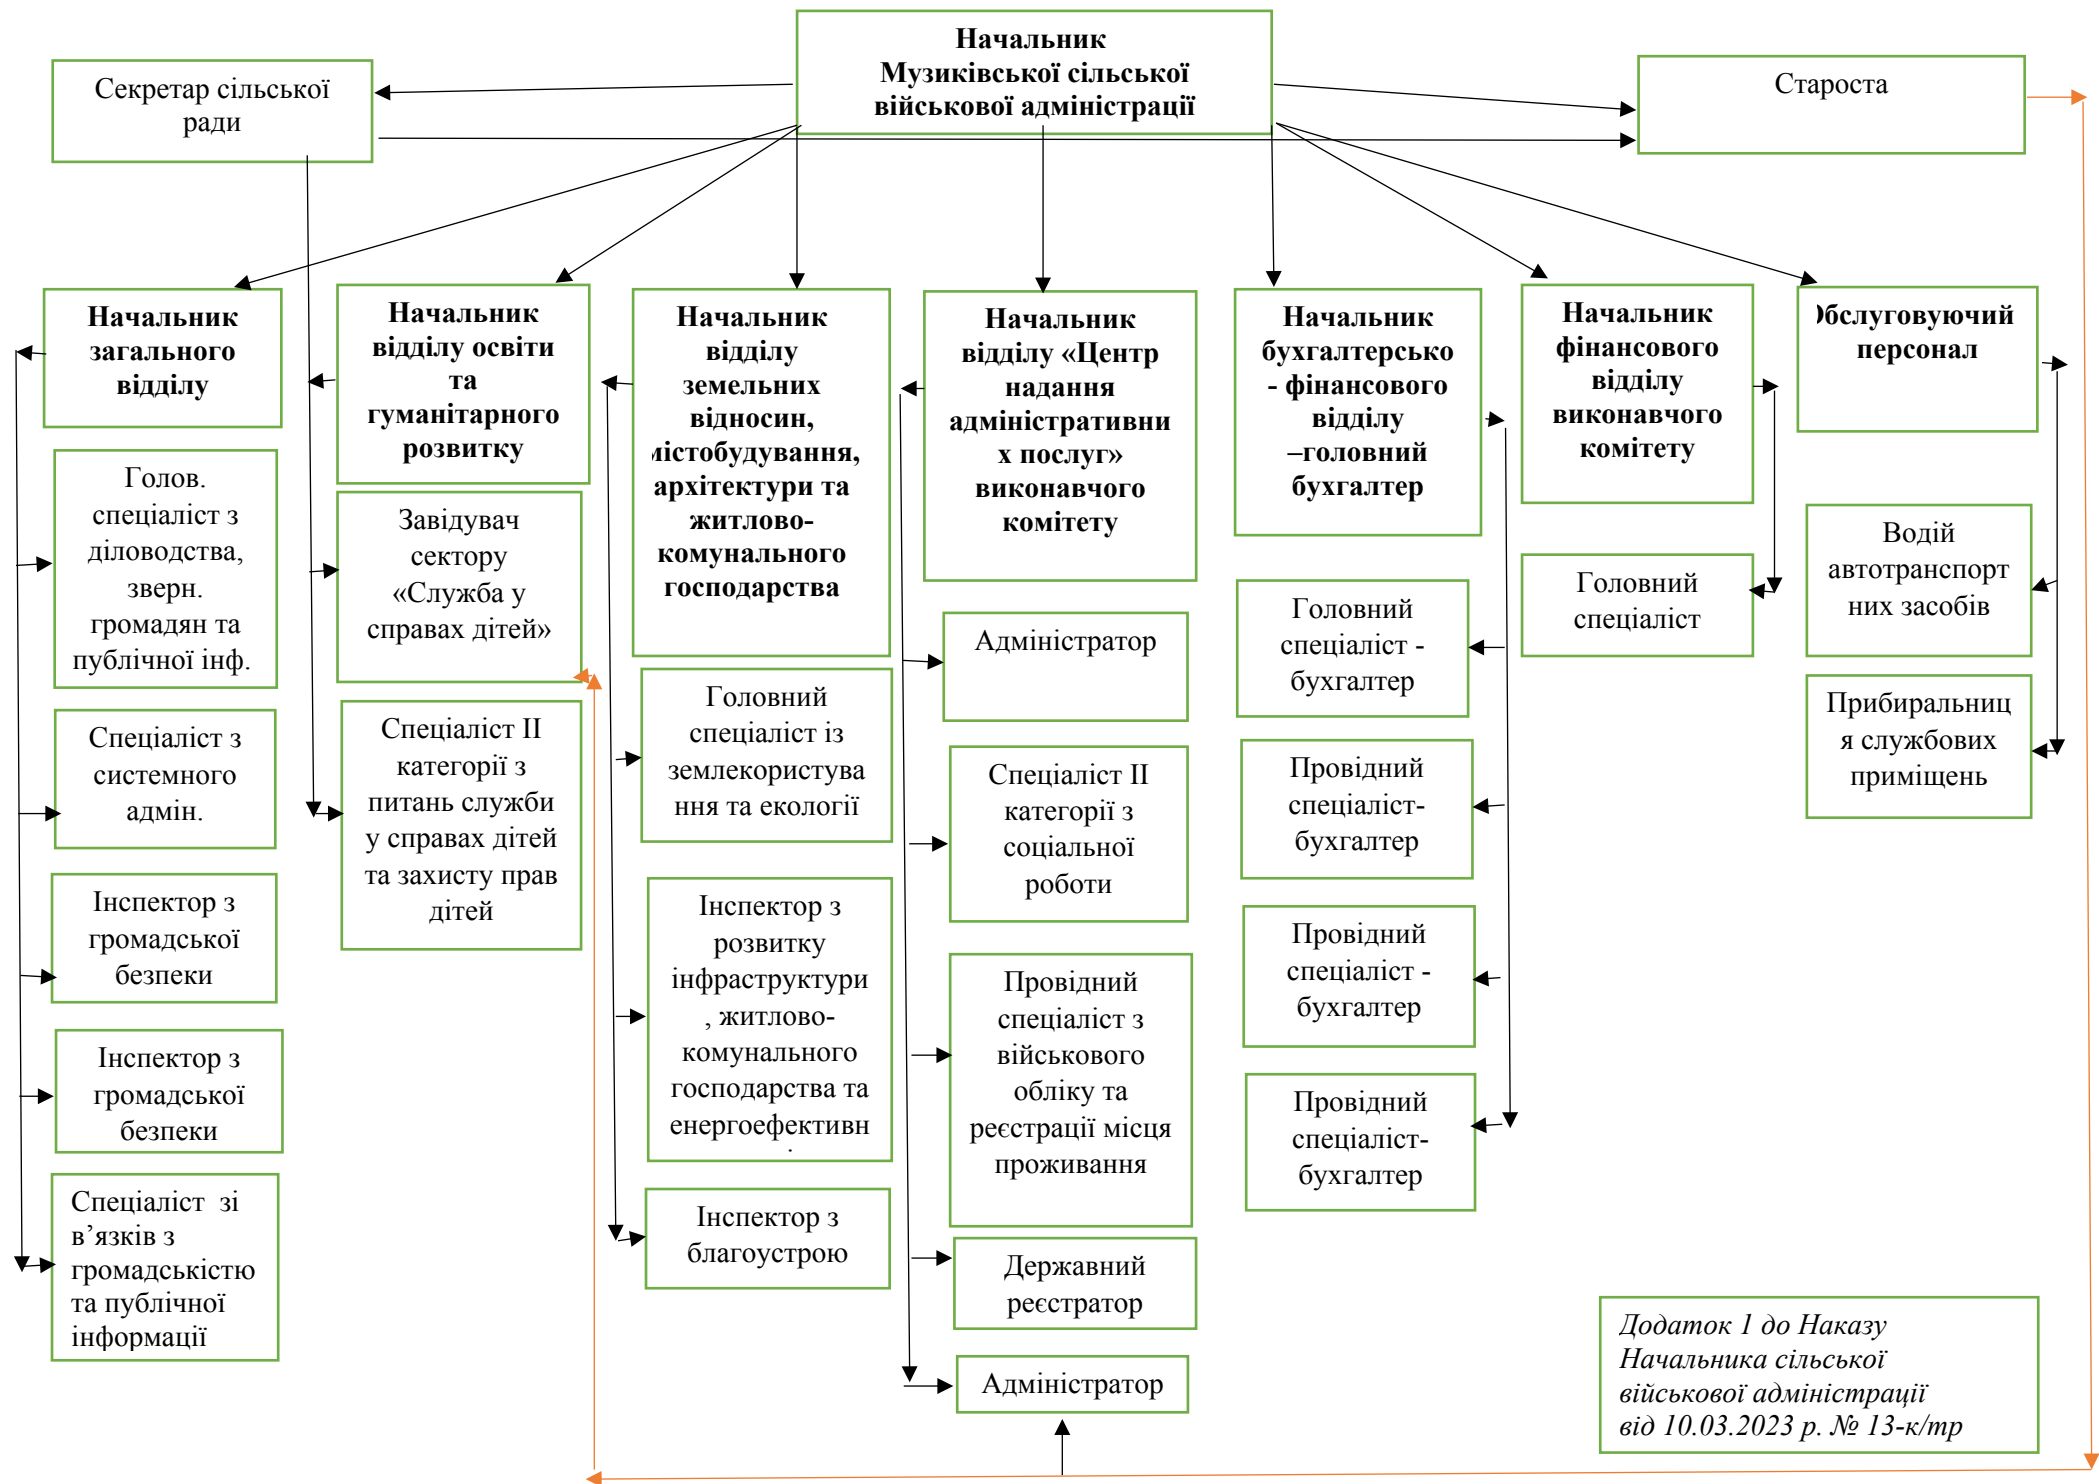 Начальник
Музиківської сільської
військової адміністрації
Секретар сільської
ради
Староста
Начальник
загального
відділу
Начальник
відділу освіти
та
гуманітарного
розвитку
Начальник
відділу
земельних
відносин,
містобудування,
архітектури та
житлово-
комунального
господарства
Начальник
відділу «Центр
надання
адміністративни
х послуг»
виконавчого
комітету
Начальник
бухгалтерсько
- фінансового
відділу
–головний
бухгалтер
Начальник
фінансового
відділу
виконавчого
комітету
Обслуговуючий
персонал
Голов.
спеціаліст з
діловодства,
зверн.
громадян та
публічної інф.
Спеціаліст з
системного
адмін.
Інспектор з
громадської
безпеки
Інспектор з
громадської
безпеки
Спеціаліст зі
в’язків з
громадськістю
та публічної
інформації
Завідувач
сектору
«Служба у
справах дітей»
Спеціаліст ІІ
категорії з
питань служби
у справах дітей
та захисту прав
дітей
Головний
спеціаліст із
землекористува
ння та екології
Інспектор з
розвитку
інфраструктури
, житлово-
комунального
господарства та
енергоефективн
Інспектор з
благоустрою
Адміністратор
Спеціаліст ІІ
категорії з
соціальної
роботи
Провідний
спеціаліст з
військового
обліку та
реєстрації місця
проживання
Державний
реєстратор
Адміністратор
Головний
спеціаліст -
бухгалтер
Провідний
спеціаліст-
бухгалтер
Провідний
спеціаліст -
бухгалтер
Провідний
спеціаліст-
бухгалтер
Головний
спеціаліст
Водій
автотранспорт
них засобів
Прибиральниц
я службових
приміщень
Додаток 1 до Наказу
Начальника сільської
військової адміністрації
від 10.03.2023 р. № 13-к/тр